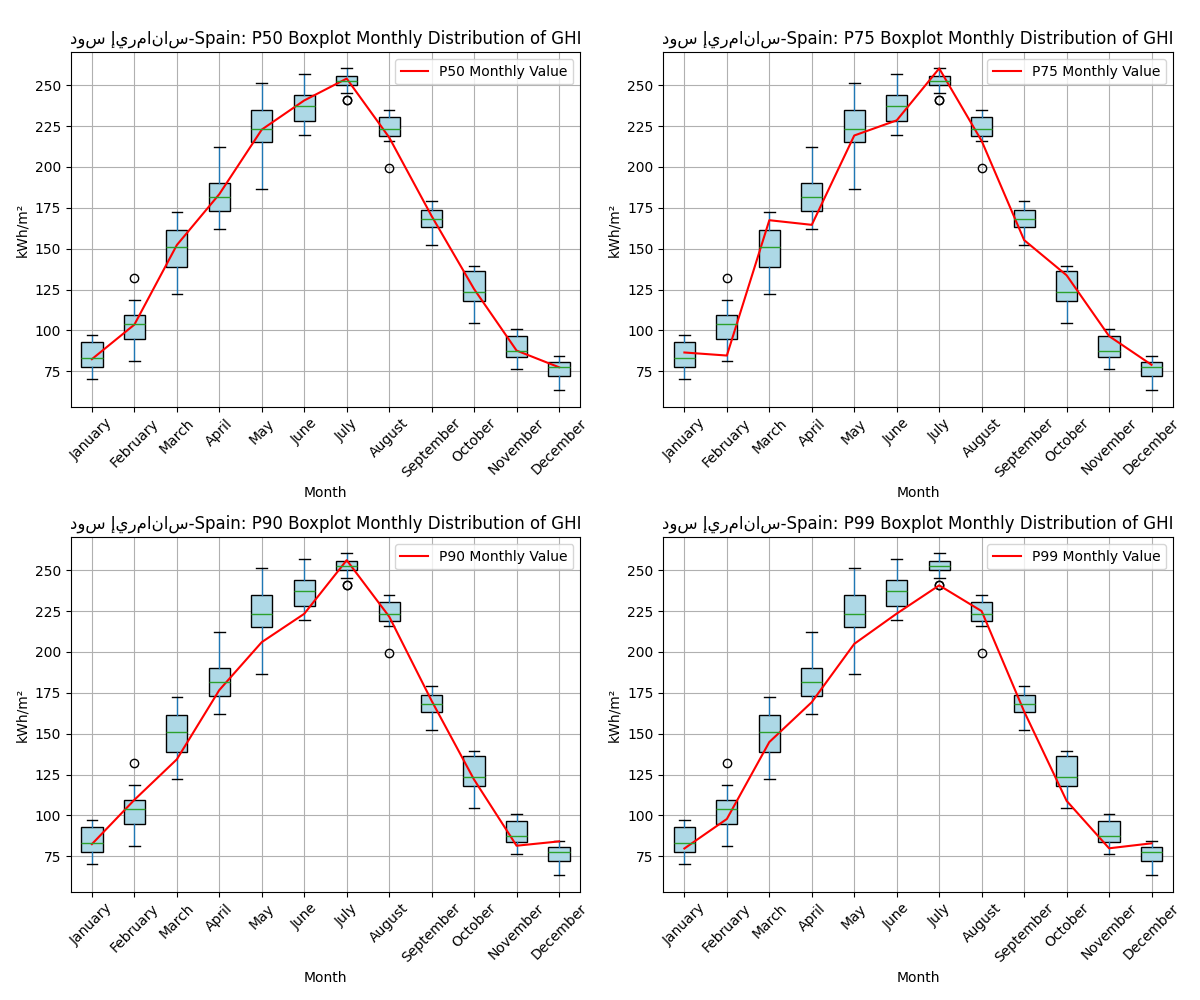 دوس إيرماناس-Spain: P50 Boxplot Monthly Distribution of GHI
P50 Monthly Value
kWh/m²
250
225
200
175
150
125
100
75
January
February
March
April
May
June
July
August
September
October
November
December
Month
دوس إيرماناس-Spain: P75 Boxplot Monthly Distribution of GHI
P75 Monthly Value
kWh/m²
250
225
200
175
150
125
100
75
January
February
March
April
May
June
July
August
September
October
November
December
Month
دوس إيرماناس-Spain: P90 Boxplot Monthly Distribution of GHI
P90 Monthly Value
kWh/m²
250
225
200
175
150
125
100
75
January
February
March
April
May
June
July
August
September
October
November
December
Month
دوس إيرماناس-Spain: P99 Boxplot Monthly Distribution of GHI
P99 Monthly Value
kWh/m²
250
225
200
175
150
125
100
75
January
February
March
April
May
June
July
August
September
October
November
December
Month